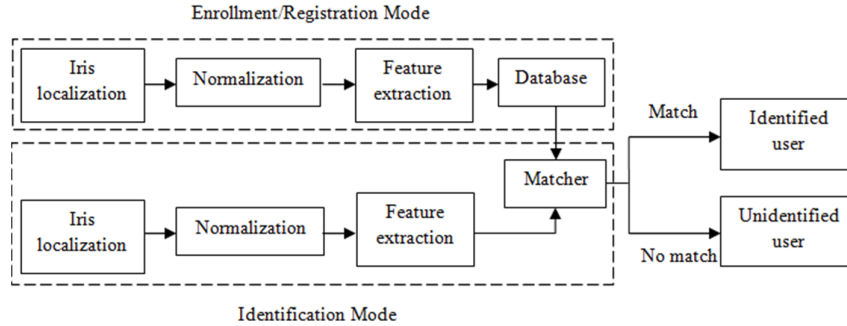 Enrollment/Registration Mode
Iris
localization
Normalization
Feature
extraction
Database
Match
Identified
user
Matcher
Iris
localization
Normalization
Feature
extraction
Unidentified
user
No match
Identification Mode